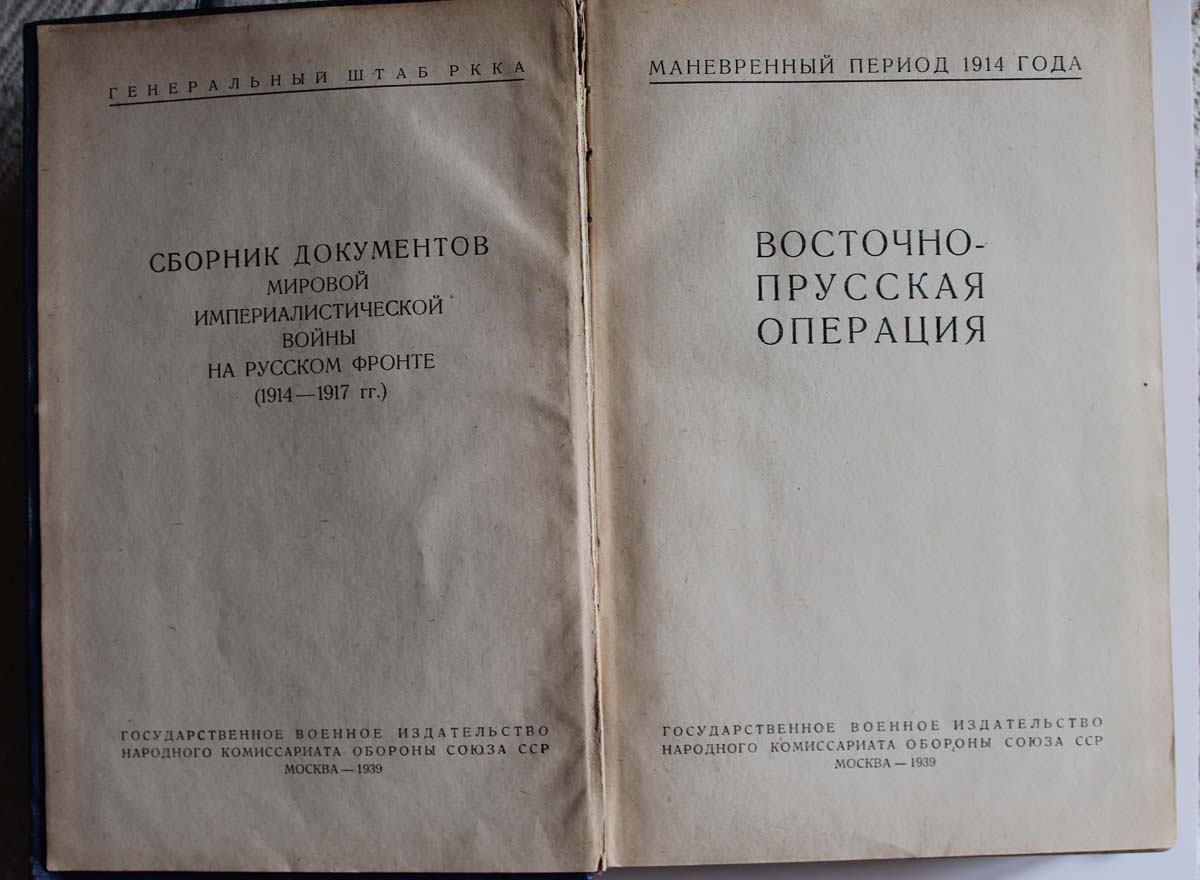 ГЕНЕРАЛЬНЫЙ ШТАБ РККА
СБОРНИК ДОКУМЕНТОВ
МИРОВОЙ
ИМПЕРИАЛИСТИЧЕСКОЙ
ВОЙНЫ
НА РУССКОМ ФРОНТЕ
(1914—1917 гг.)
ГОСУДАРСТВЕННОЕ ВОЕННОЕ ИЗДАТЕЛЬСТВО
НАРОДНОГО КОМИССАРИАТА ОБОРОНЫ СОЮЗА ССР
МОСКВА — 1939
МАНЕВРЕННЫЙ ПЕРИОД 1914 ГОДА
ВОСТОЧНО-
ПРУССКАЯ
ОПЕРАЦИЯ
ГОСУДАРСТВЕННОЕ ВОЕННОЕ ИЗДАТЕЛЬСТВО
НАРОДНОГО КОМИССАРИАТА ОБОРОНЫ СОЮЗА ССР
МОСКВА — 1939